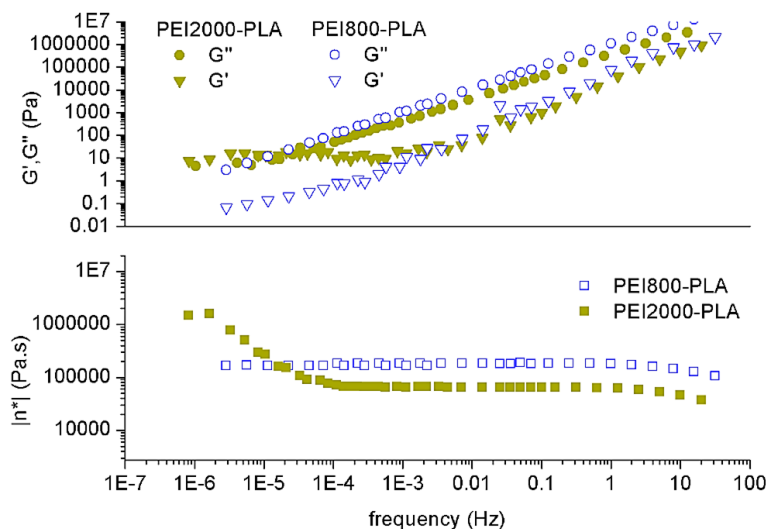 PEI2000-PLA PEI800-PLA
G" G"
G' G'
1E7
1000000
100000
10000
1000
100
10
1
0.1
0.01
G',G" (Pa)
1E7
1000000
100000
10000
|n*| (Pa.s)
PEI800-PLA
PEI2000-PLA
1E-7 1E-6 1E-5 1E-4 1E-3 0.01 0.1 1 10 100
frequency (Hz)